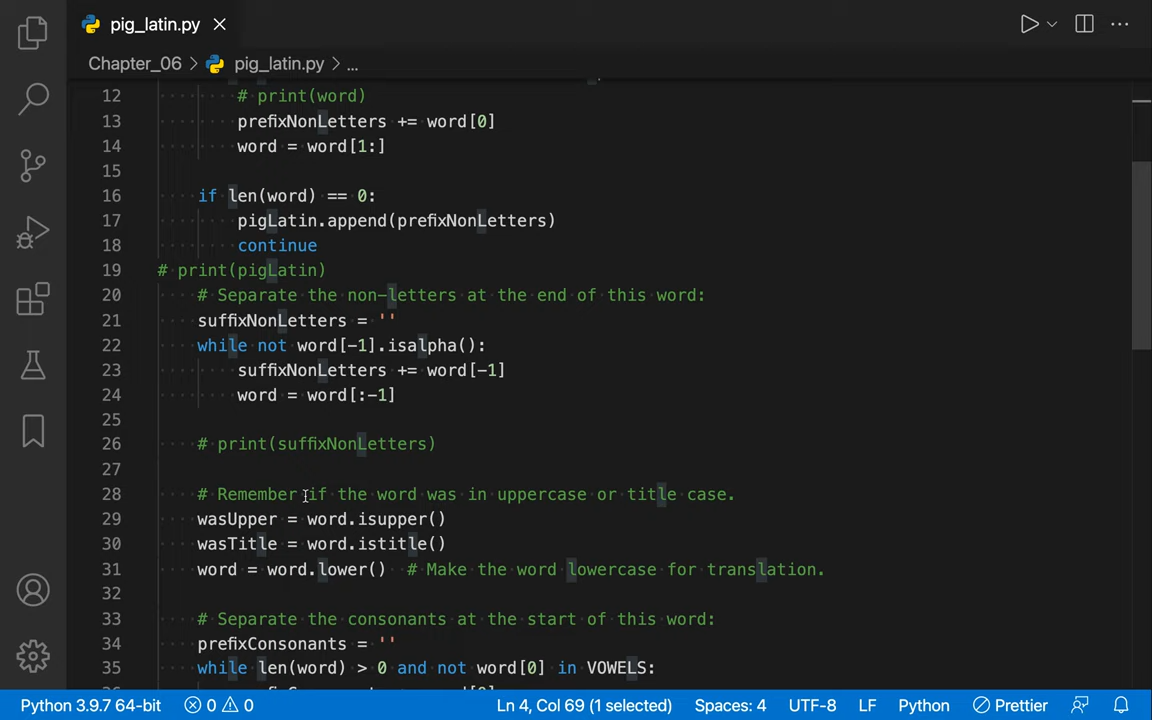 pig_latin.py
Chapter_06 > pig_latin.py > ...
12 # print(word)
13 prefixNonLetters += word[0]
14 word = word[1:]
15
16 if len(word) == 0:
17 pigLatin.append(prefixNonLetters)
18 continue
19 # print(pigLatin)
20 # Separate the non-letters at the end of this word:
21 suffixNonLetters = ''
22 while not word[-1].isalpha():
23 suffixNonLetters += word[-1]
24 word = word[:-1]
25
26 # print(suffixNonLetters)
27
28 # Remember if the word was in uppercase or title case.
29 wasUpper = word.isupper()
30 wasTitle = word.istitle()
31 word = word.lower() # Make the word lowercase for translation.
32
33 # Separate the consonants at the start of this word:
34 prefixConsonants = ''
35 while len(word) > 0 and not word[0] in VOWELS:
Python 3.9.7 64-bit 0 0 Ln 4, Col 69 (1 selected) Spaces: 4 UTF-8 LF Python Prettier